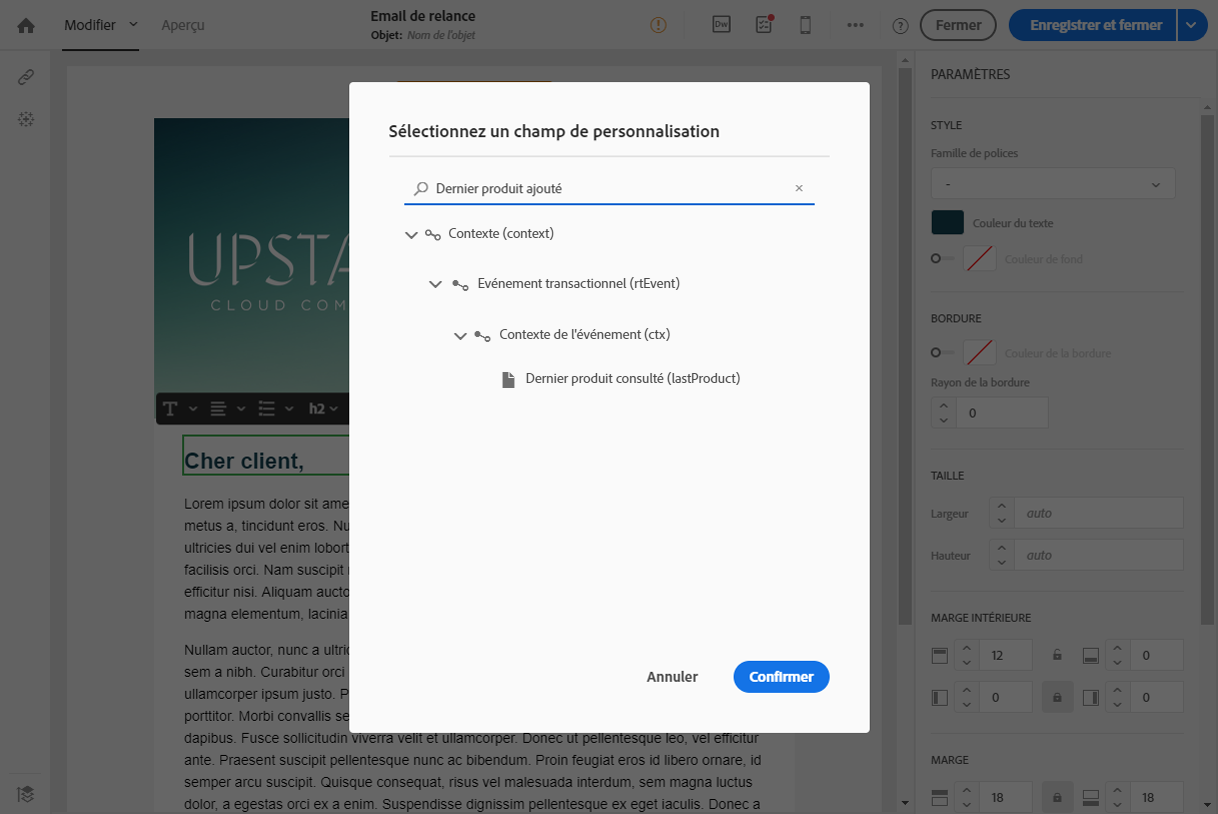 Modifier
Aperçu
Email de relance
Objet: Nom de l'objet
Dw
Fermer
Enregistrer et fermer
Sélectionnez un champ de personnalisation
Dernier produit ajouté
Contexte (context)
Evénement transactionnel (rtEvent)
Contexte de l'événement (ctx)
Dernier produit consulté (lastProduct)
Annuler
Confirmer
UPSTA
CLOUD COM
h2
Cher client,
Lorem ipsum dolor sit ame
metus a, tincidunt eros. Nu
ultricies dui vel enim lobort
facilisis orci. Nam suscipit
efficitur nisi. Aliquam aucto
magna elementum, lacinia
Nullam auctor, nunc a ultric
sem a nibh. Curabitur orci
ullamcorper ipsum justo. P
porttitor. Morbi convallis se
dapibus. Fusce sollicitudin viverra velit et ullamcorper. Donec ut pellentesque leo, vel efficitur
ante. Praesent suscipit pellentesque nunc ac bibendum. Proin feugiat eros id libero ornare, id
semper arcu suscipit. Quisque consequat, risus vel malesuada interdum, sem magna luctus
dolor, a egestas orci ex a enim. Suspendisse dignissim pellentesque ex eget iaculis. Donec a
PARAMÈTRES
STYLE
Famille de polices
-
Couleur du texte
Couleur de fond
BORDURE
Couleur de la bordure
Rayon de la bordure
0
TAILLE
Largeur
auto
Hauteur
auto
MARGE INTÉRIEURE
12
0
0
0
MARGE
18
18